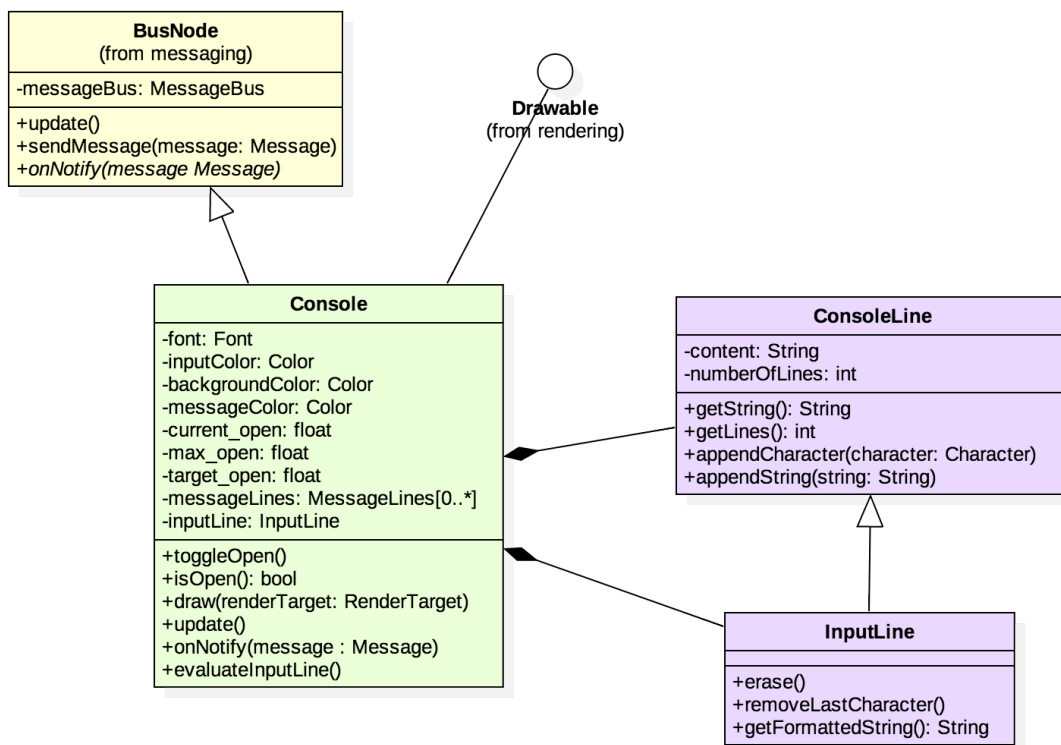 BusNode
(from messaging)
-messageBus: MessageBus
+update()
+sendMessage(message: Message)
+onNotify(message Message)
Drawable
(from rendering)
Console
-font: Font
-inputColor: Color
-backgroundColor: Color
-messageColor: Color
-current_open: float
-max_open: float
-target_open: float
-messageLines: MessageLines[0..*]
-inputLine: InputLine
+toggleOpen()
+isOpen(): bool
+draw(renderTarget: RenderTarget)
+update()
+onNotify(message : Message)
+evaluateInputLine()
ConsoleLine
-content: String
-numberOfLines: int
+getString(): String
+getLines(): int
+appendCharacter(character: Character)
+appendString(string: String)
InputLine
+erase()
+removeLastCharacter()
+getFormattedString(): String